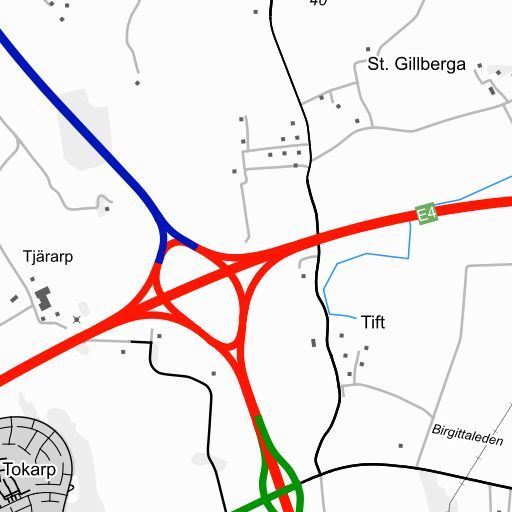 40
St. Gillberga
E4
Tjärarp
Tift
Birgittaleden
Tokarp